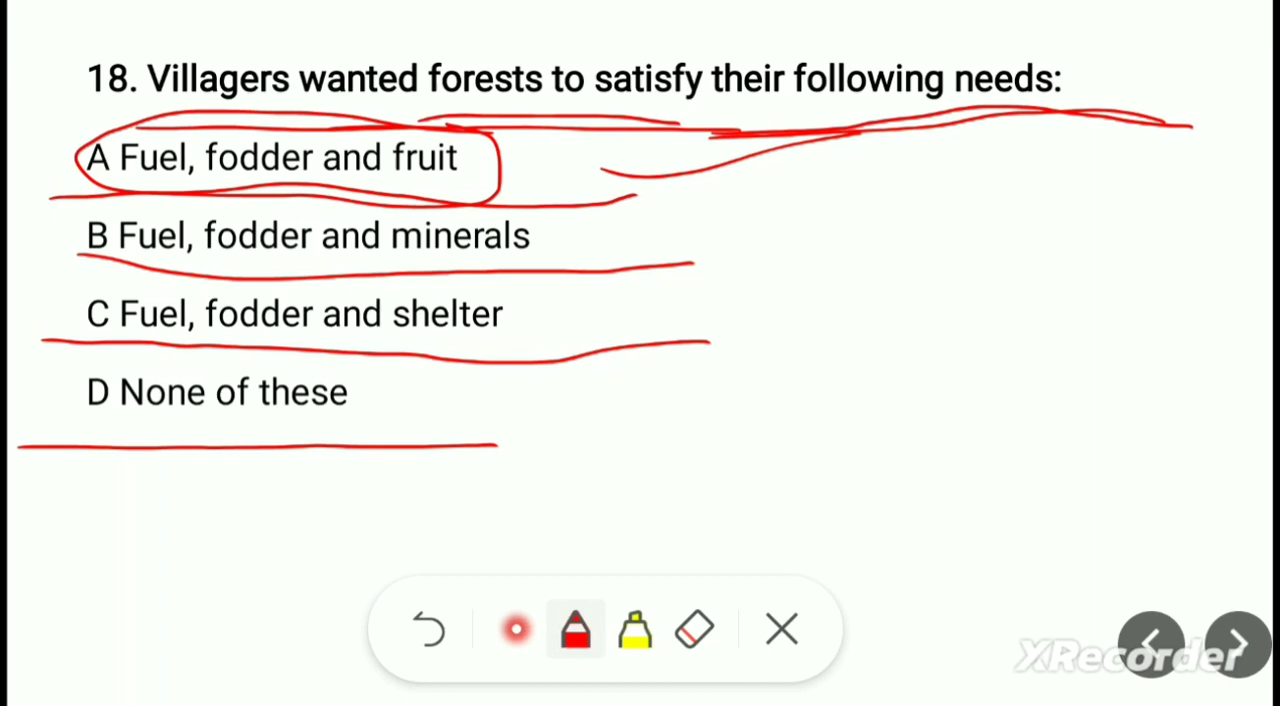 18. Villagers wanted forests to satisfy their following needs:
A Fuel, fodder and fruit
B Fuel, fodder and minerals
C Fuel, fodder and shelter
D None of these
XRecorder